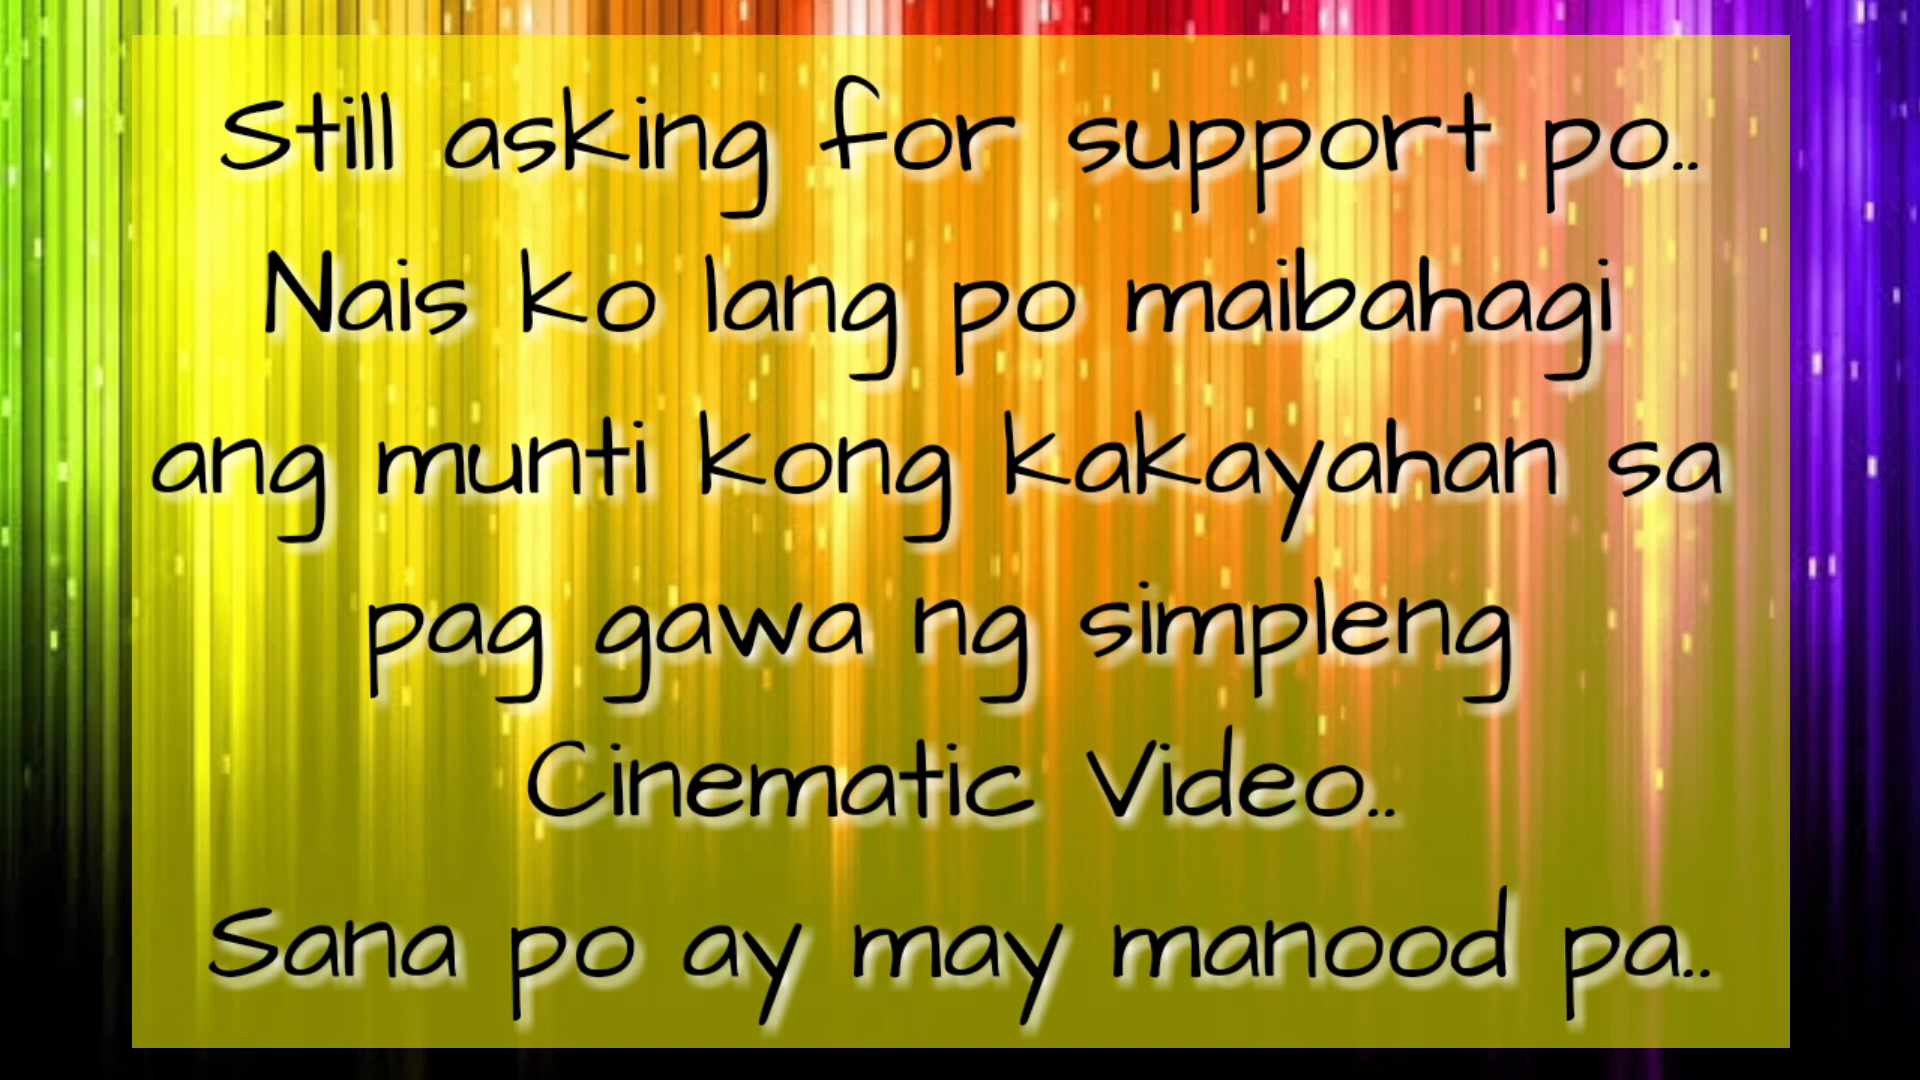 Still asking for support po..
Nais ko lang po maibahagi
ang munti kong kakayahan sa
pag gawa ng simpleng
Cinematic Video..
Sana po ay may manood pa..